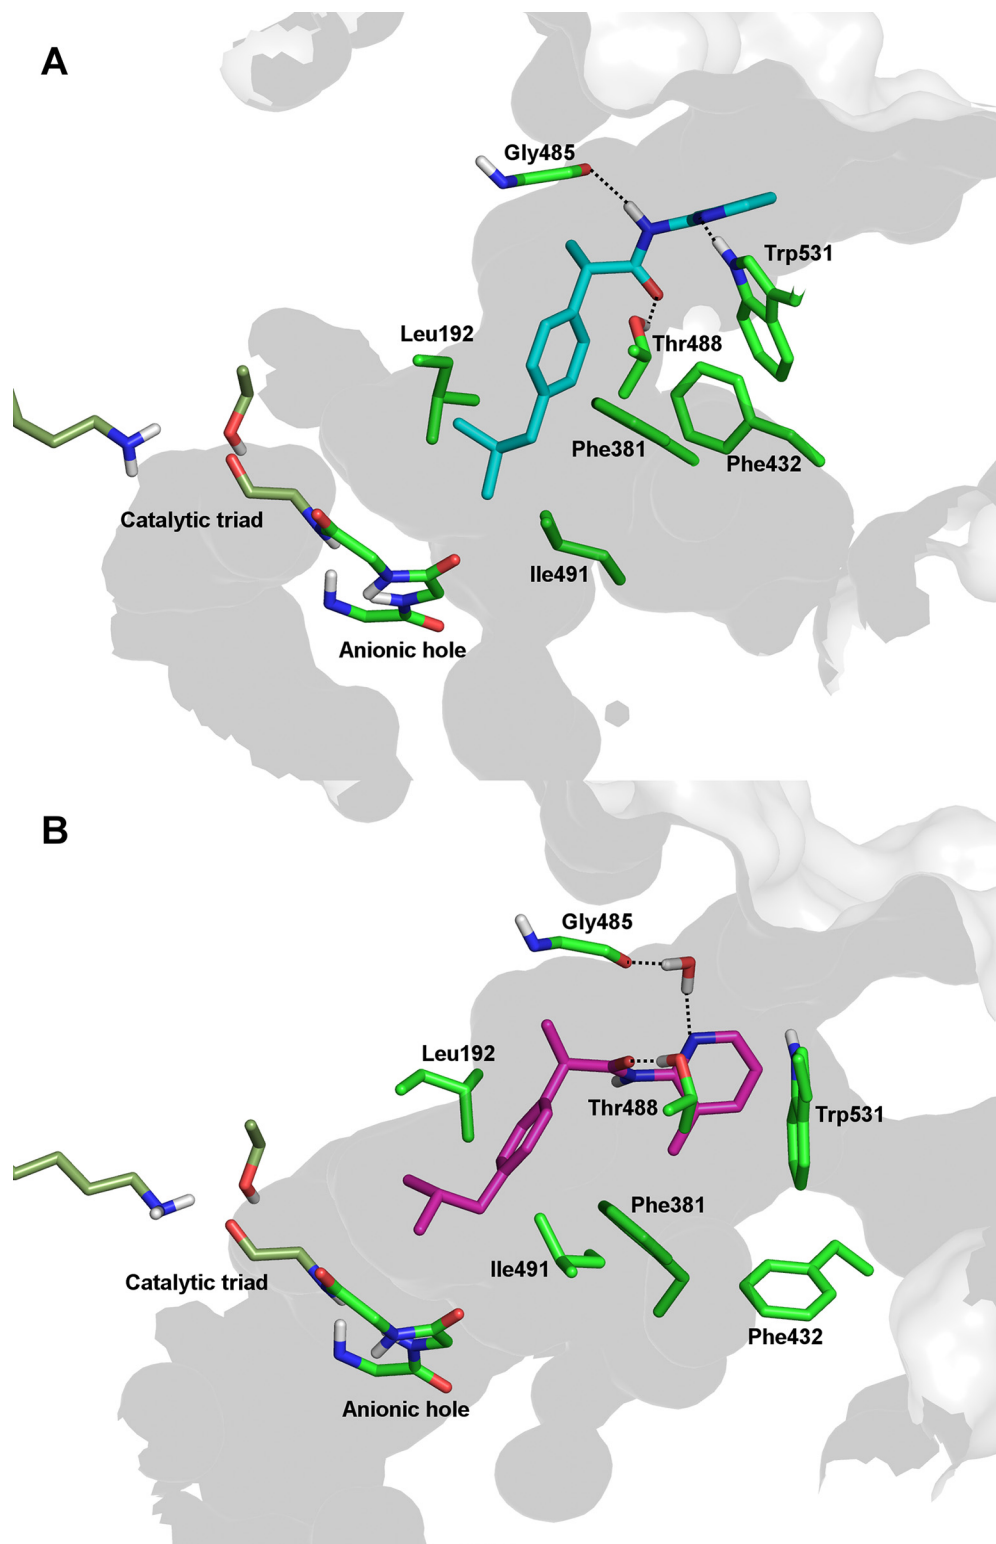 A
Gly485
Trp531
Leu192
Thr488
Phe381
Phe432
Catalytic triad
Ile491
Anionic hole
B
Gly485
Leu192
Thr488
Trp531
Phe381
Ile491
Catalytic triad
Phe432
Anionic hole